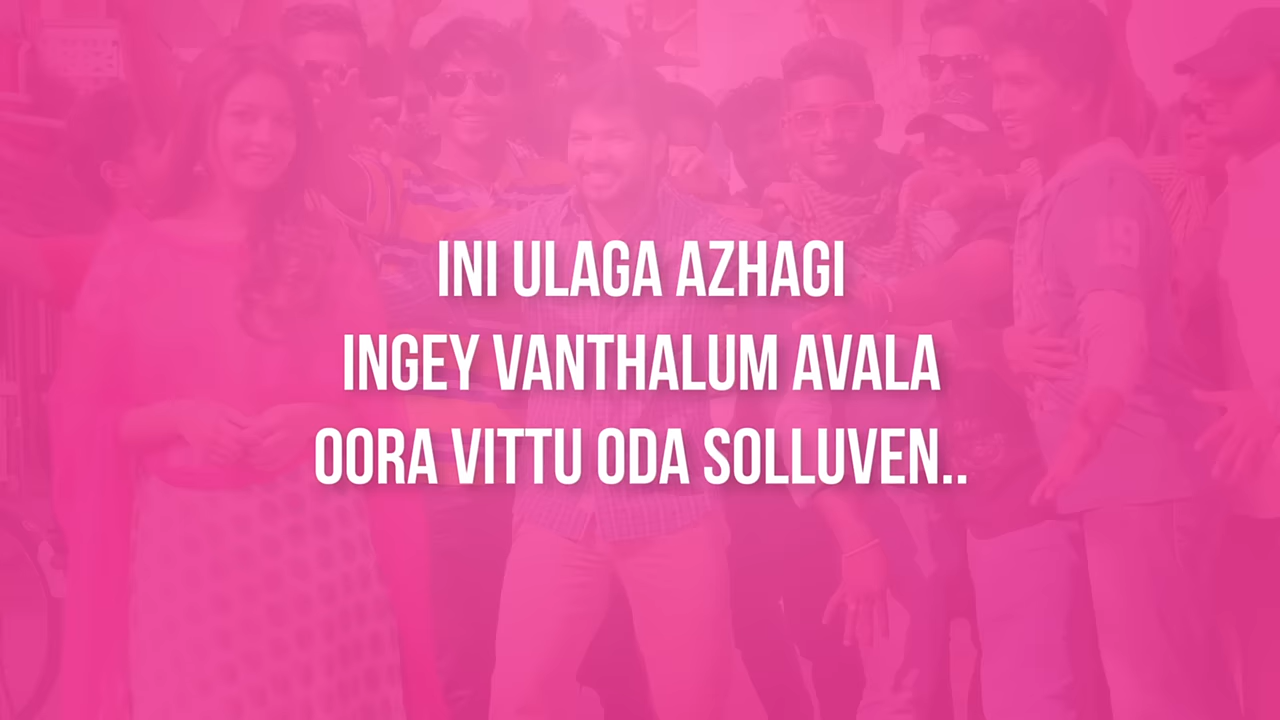 INI ULAGA AZHAGI
INGEY VANTHALUM AVALA
OORA VITTU ODA SOLLUVEN..